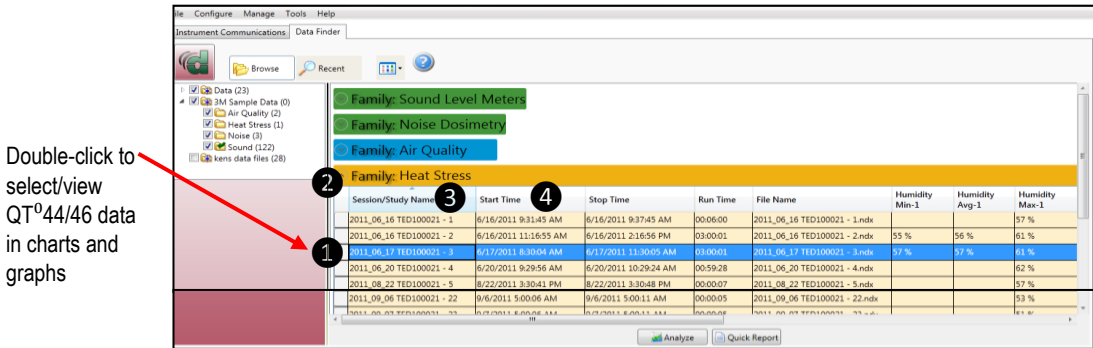 ile Configure Manage Tools Help
Instrument Communications Data Finder
Browse Recent
Data (23)
3M Sample Data (0)
Air Quality (2)
Heat Stress (1)
Noise (3)
Sound (122)
kens data files (28)
Family: Sound Level Meters
Family: Noise Dosimetry
Family: Air Quality
Family: Heat Stress
Double-click to
select/view
QT⁰44/46 data
in charts and
graphs
2
3
4
1
Session/Study Name Start Time Stop Time Run Time File Name Humidity Min-1 Humidity Avg-1 Humidity Max-1
2011_06_16 TED100021 - 1 6/16/2011 9:31:45 AM 6/16/2011 9:37:45 AM 00:06:00 2011_06_16 TED100021 - 1.ndx 57 %
2011_06_16 TED100021 - 2 6/16/2011 11:16:55 AM 6/16/2011 2:16:56 PM 03:00:01 2011_06_16 TED100021 - 2.ndx 55 % 56 % 61 %
2011_06_17 TED100021 - 3 6/17/2011 8:30:04 AM 6/17/2011 11:30:05 AM 03:00:01 2011_06_17 TED100021 - 3.ndx 57 % 57 % 61 %
2011_06_20 TED100021 - 4 6/20/2011 9:29:56 AM 6/20/2011 10:29:24 AM 00:59:28 2011_06_20 TED100021 - 4.ndx 62 %
2011_08_22 TED100021 - 5 8/22/2011 3:30:41 PM 8/22/2011 3:30:48 PM 00:00:07 2011_08_22 TED100021 - 5.ndx 57 %
2011_09_06 TED100021 - 22 9/6/2011 5:00:06 AM 9/6/2011 5:00:11 AM 00:00:05 2011_09_06 TED100021 - 22.ndx 53 %
Analyze Quick Report